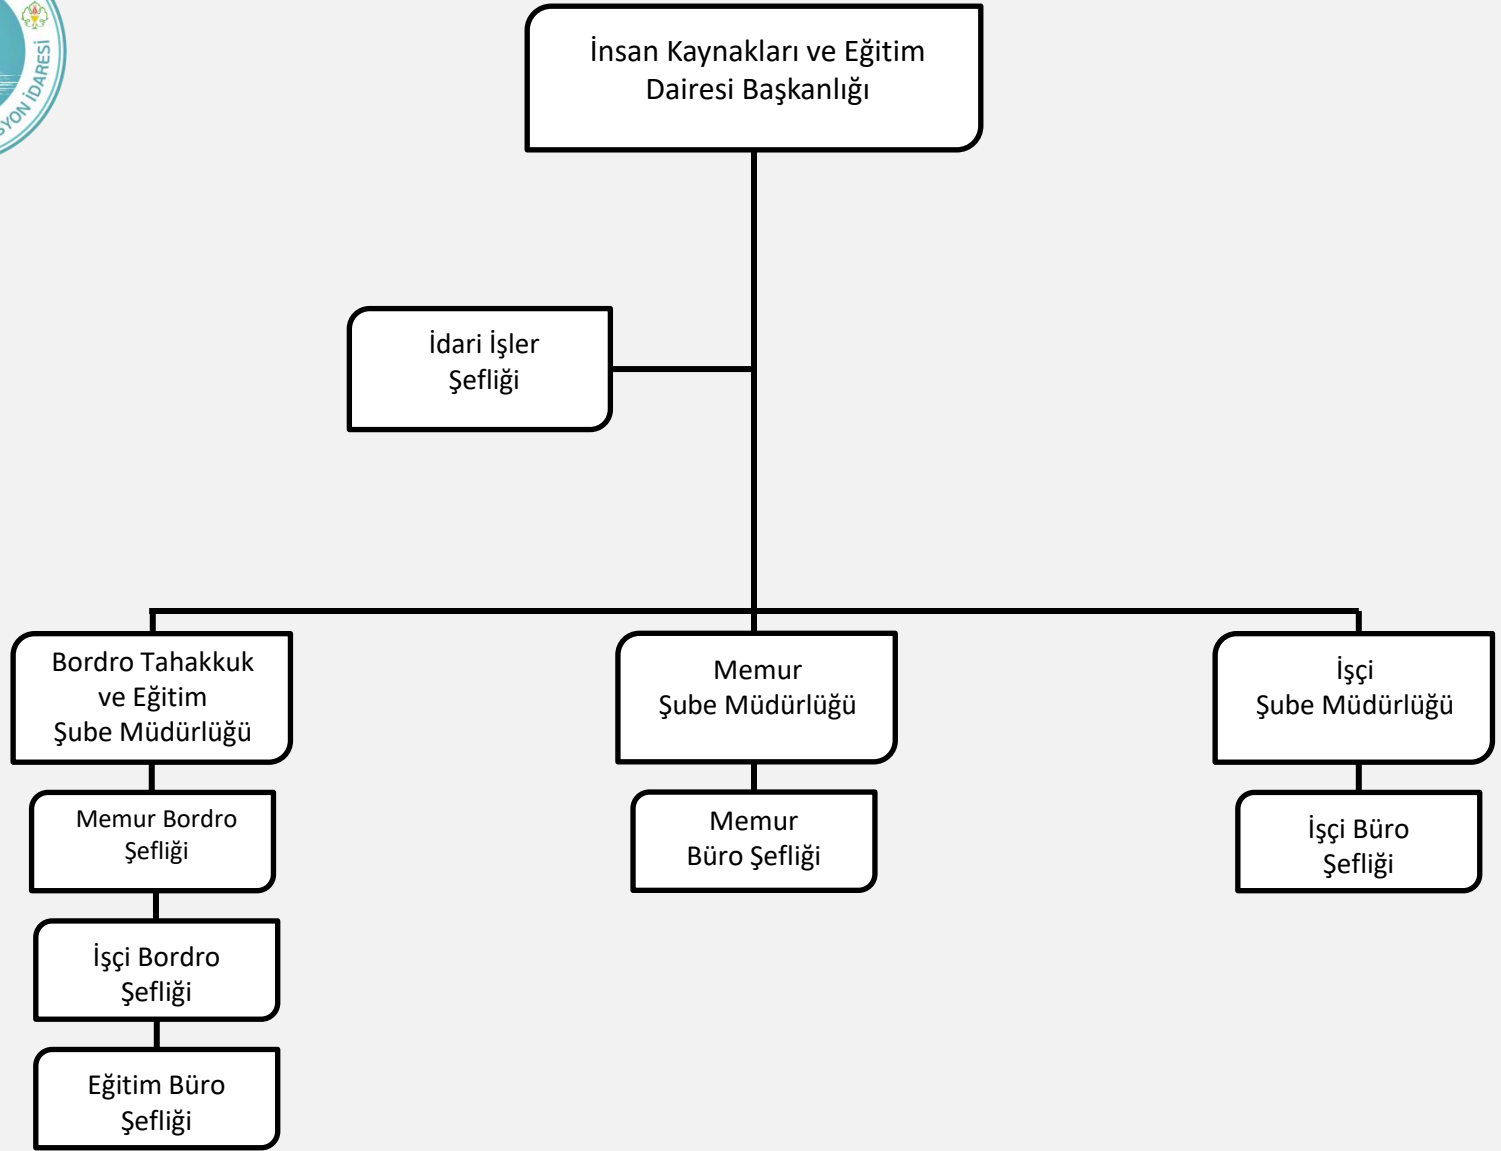 İDARESİ
İnsan Kaynakları ve Eğitim
Dairesi Başkanlığı
İdari İşler
Şefliği
Bordro Tahakkuk
ve Eğitim
Şube Müdürlüğü
Memur
Şube Müdürlüğü
İşçi
Şube Müdürlüğü
Memur Bordro
Şefliği
Memur
Büro Şefliği
İşçi Büro
Şefliği
İşçi Bordro
Şefliği
Eğitim Büro
Şefliği